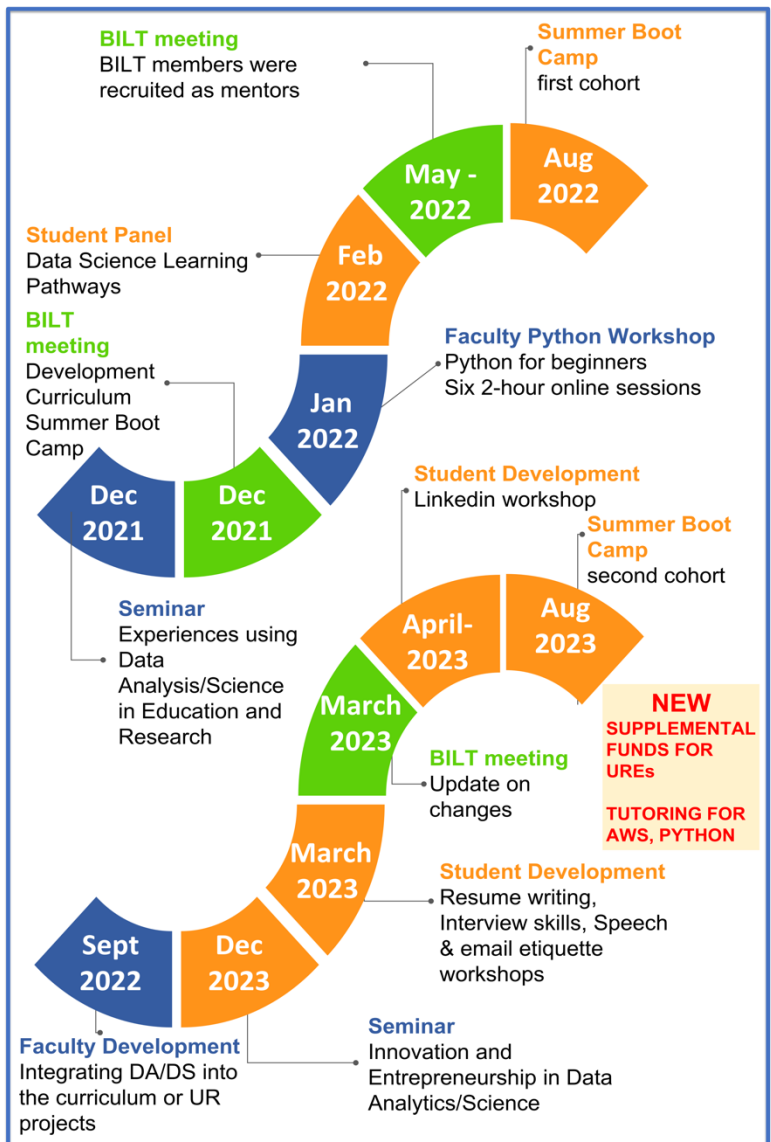 BILT meeting
BILT members were
recruited as mentors
Summer Boot
Camp
first cohort
May -
2022
Aug
2022
Student Panel
Data Science Learning
Pathways
Feb
2022
BILT
meeting
Development
Curriculum
Summer Boot
Camp
Faculty Python Workshop
Python for beginners
Six 2-hour online sessions
Jan
2022
Dec
2021
Dec
2021
Seminar
Experiences using
Data
Analysis/Science
in Education and
Research
Student Development
Linkedin workshop
Summer Boot
Camp
second cohort
April-
2023
Aug
2023
NEW
SUPPLEMENTAL
FUNDS FOR
UREs
TUTORING FOR
AWS, PYTHON
March
2023
BILT meeting
Update on
changes
March
2023
Student Development
Resume writing,
Interview skills, Speech
& email etiquette
workshops
Sept
2022
Dec
2023
Faculty Development
Integrating DA/DS into
the curriculum or UR
projects
Seminar
Innovation and
Entrepreneurship in Data
Analytics/Science